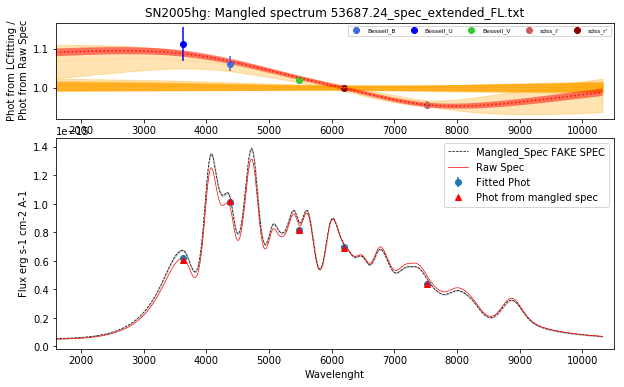 SN2005hg: Mangled spectrum 53687.24_spec_extended_FL.txt
Phot from LCfitting /
Phot from Raw Spec
1.1
1.0
Bessell_B
Bessell_U
Bessell_V
sdss_i'
sdss_r'
2000 3000 4000 5000 6000 7000 8000 9000 10000
Flux erg s-1 cm-2 A-1
1.4
1.2
1.0
0.8
0.6
0.4
0.2
0.0
Mangled_Spec FAKE SPEC
Raw Spec
Fitted Phot
Phot from mangled spec
2000 3000 4000 5000 6000 7000 8000 9000 10000
Wavelenght